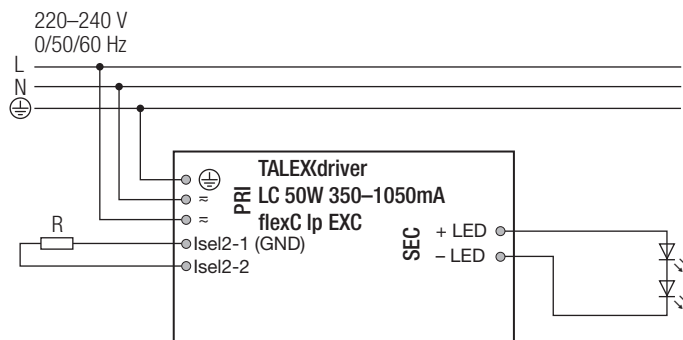 220–240 V
0/50/60 Hz
L
N
TALEXXdriver
LC 50W 350–1050mA
flexC lp EXC
PRI
≈
≈
R
Isel2-1 (GND)
Isel2-2
SEC
+ LED
– LED